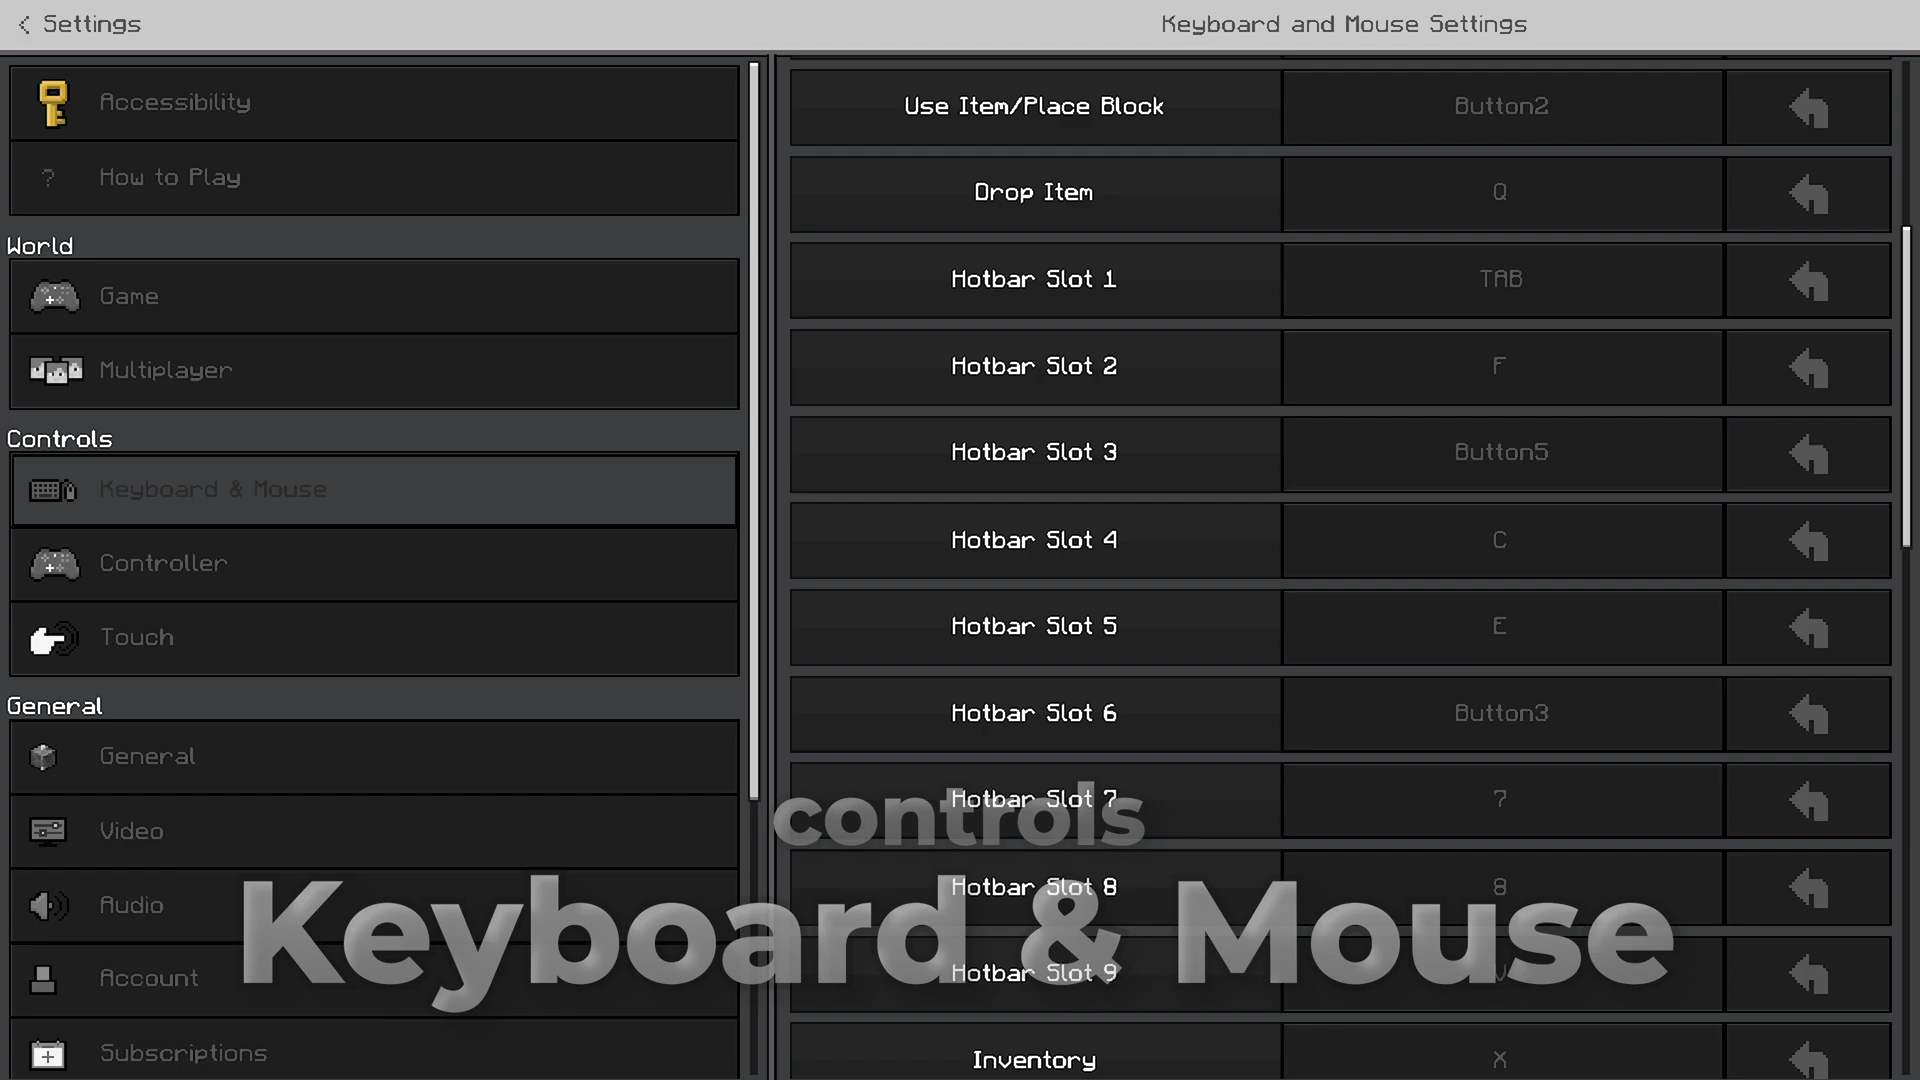 Settings
Keyboard and Mouse Settings
Accessibility
? How to Play
World
Game
Multiplayer
Controls
Keyboard & Mouse
Controller
Touch
General
General
Video
Audio
Account
Subscriptions
Use Item/Place Block Button2
Drop Item Q
Hotbar Slot 1 TAB
Hotbar Slot 2 F
Hotbar Slot 3 Button5
Hotbar Slot 4 C
Hotbar Slot 5 E
Hotbar Slot 6 Button3
Hotbar Slot 7 7
Hotbar Slot 8 8
Hotbar Slot 9
Inventory X
controls
Keyboard & Mouse